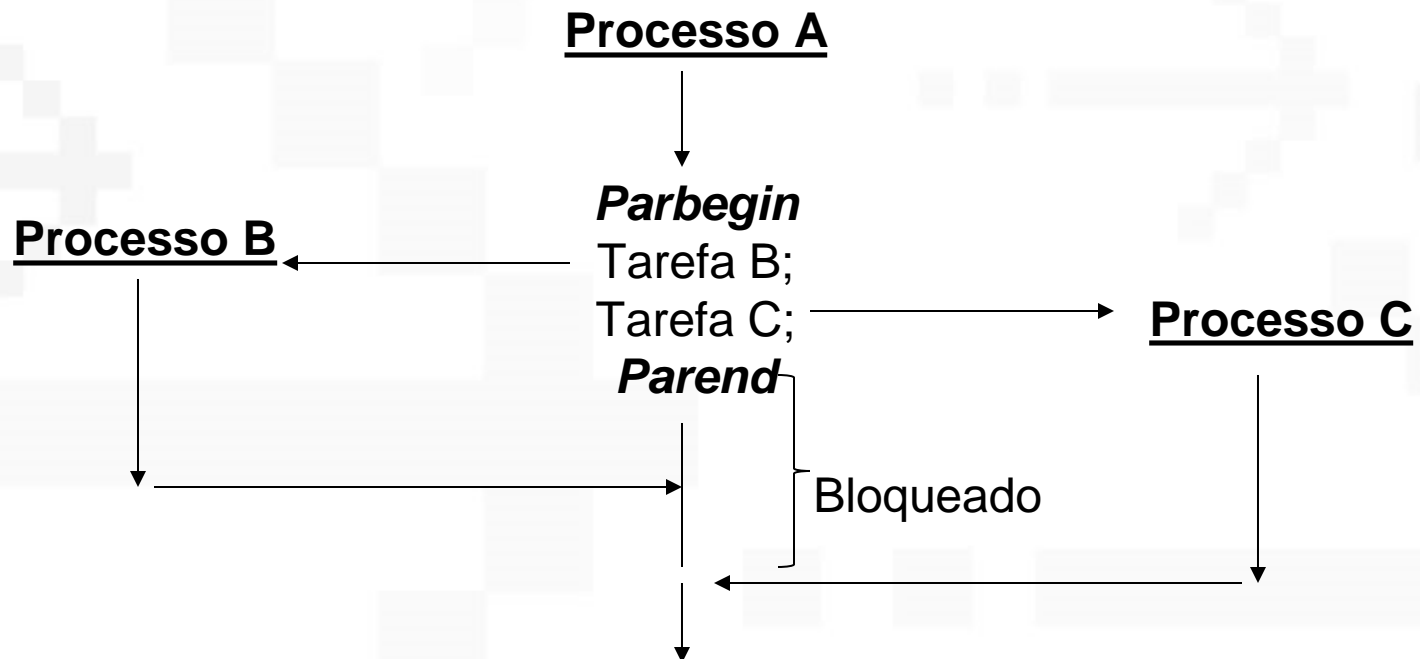 Processo A
Parbegin
Processo B
Tarefa B;
Tarefa C;
Processo C
Parend
Bloqueado